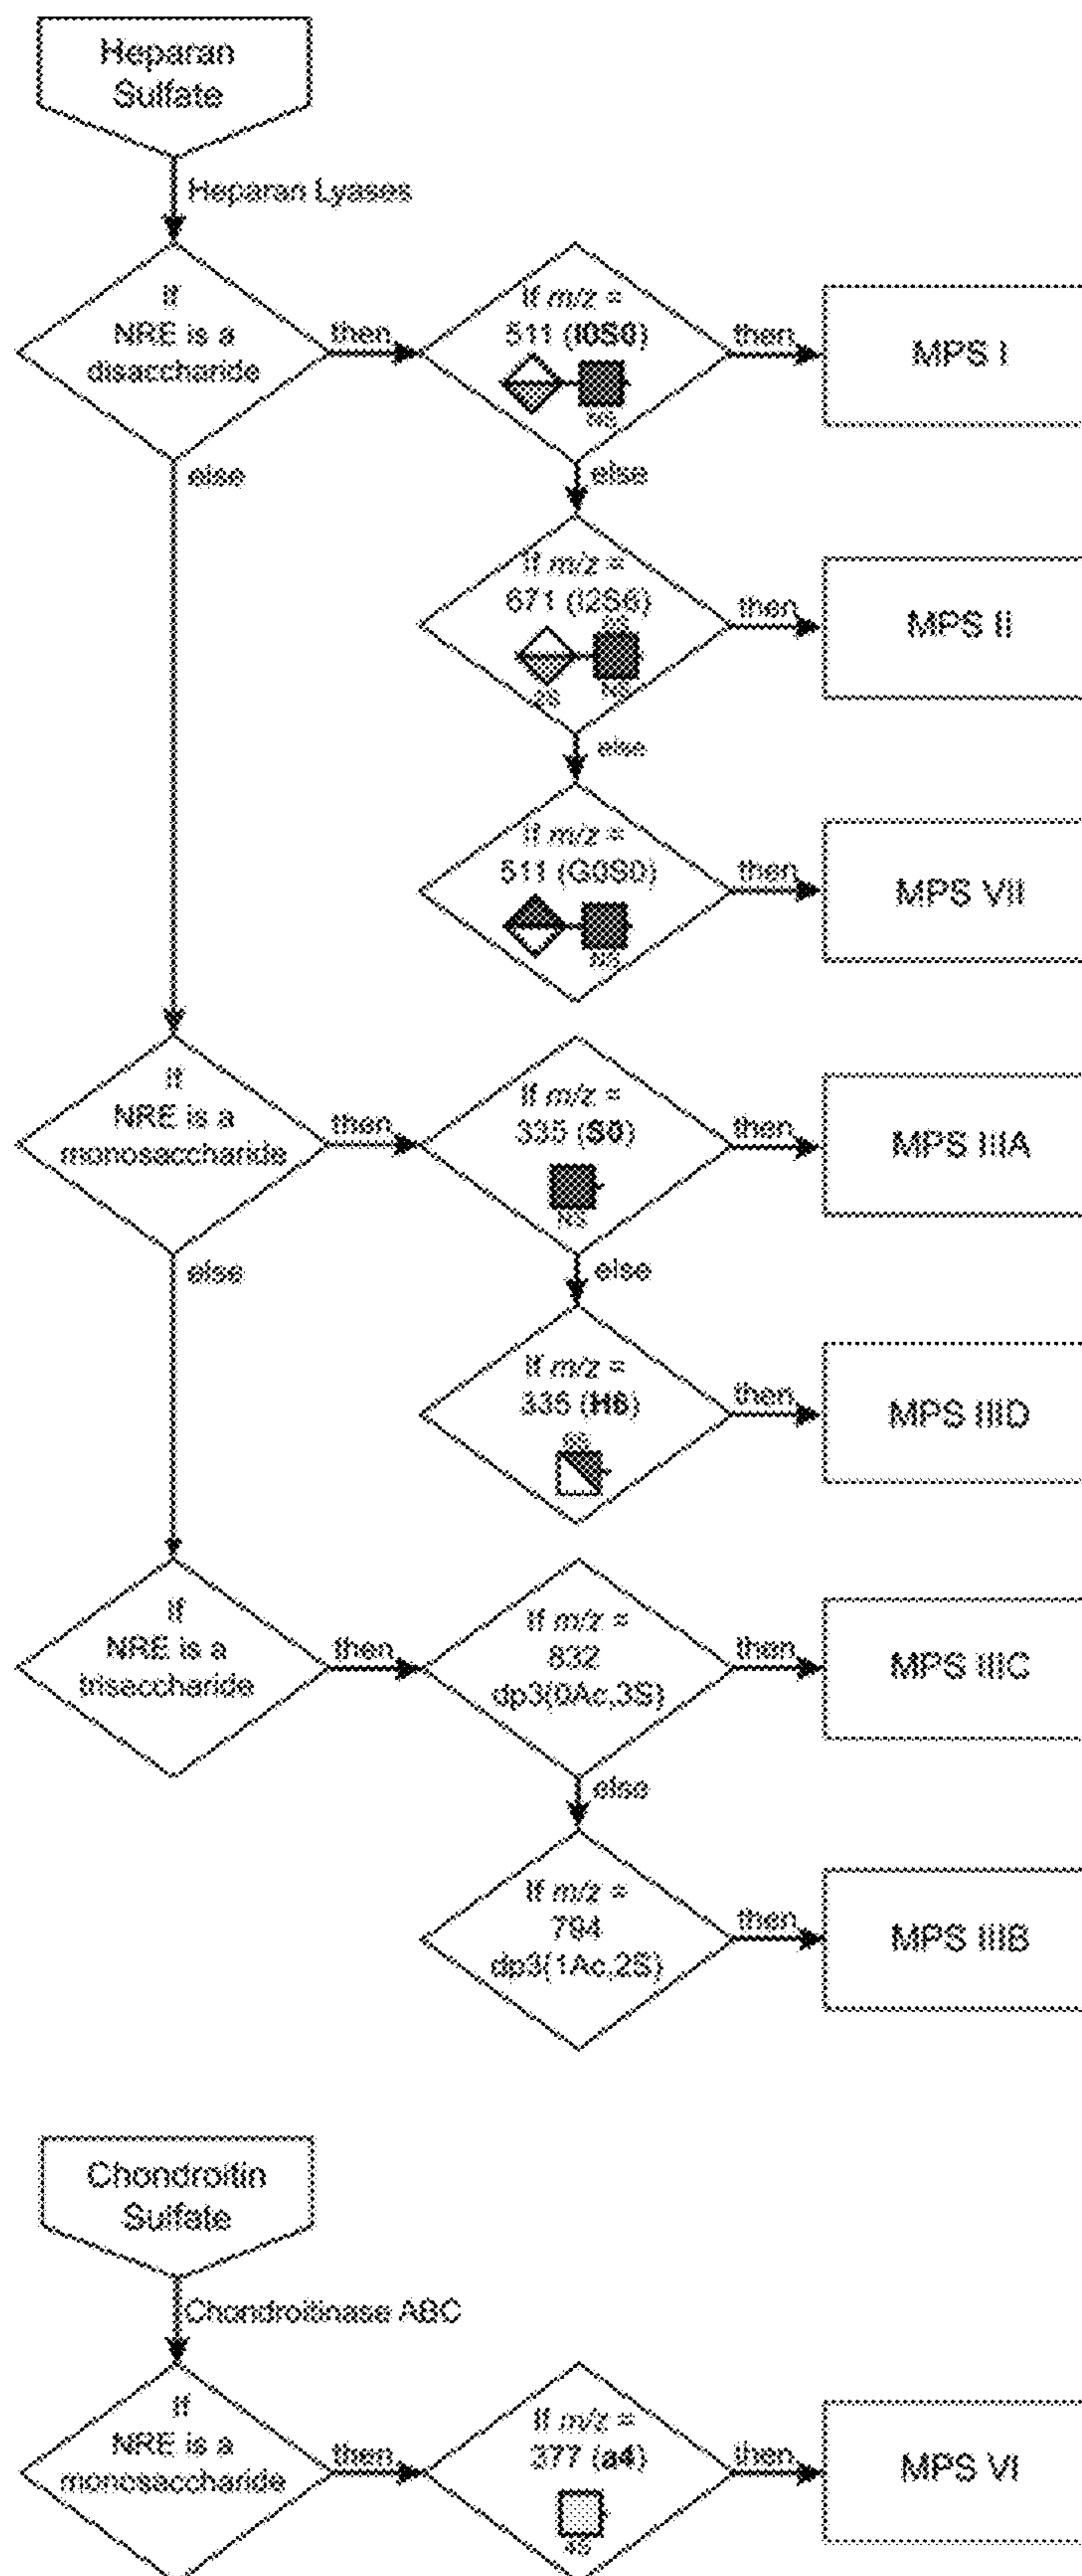 Heparan
Sulfate
Heparan Lyases
If
NRE is a
disaccharide
then
If m/z =
511 (I0S0)
NS
then
MPS I
else
else
If m/z =
671 (I2S6)
6S
2S
NS
then
MPS II
else
If m/z =
511 (G0S0)
NS
then
MPS VII
If
NRE is a
monosaccharide
then
If m/z =
335 (S0)
NS
then
MPS IIIA
else
else
If m/z =
335 (H6)
6S
then
MPS IIID
If
NRE is a
trisaccharide
then
If m/z =
832
dp3(0Ac,3S)
then
MPS IIIC
else
If m/z =
794
dp3(1Ac,2S)
then
MPS IIIB
Chondroitin
Sulfate
Chondroitinase ABC
If
NRE is a
monosaccharide
then
If m/z =
377 (a4)
4S
then
MPS VI